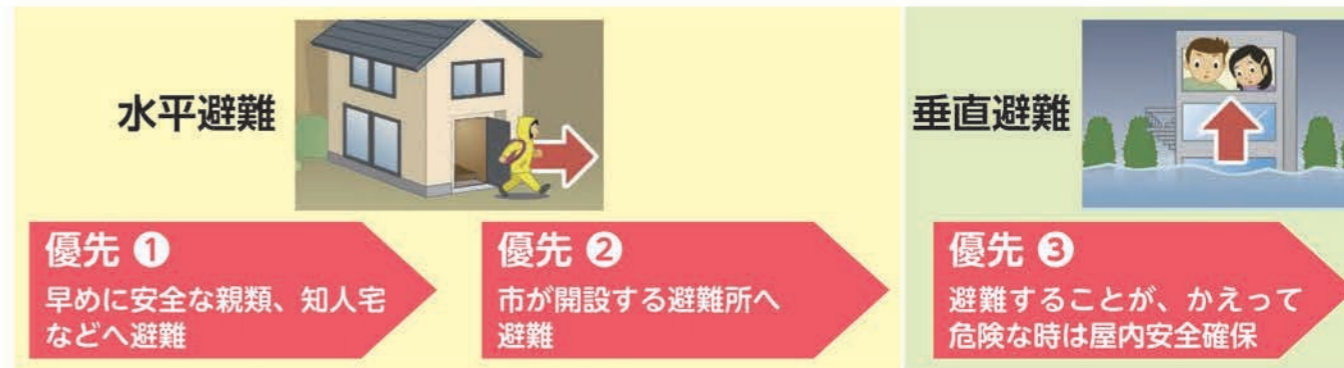 水平避難
優先 ❶
早めに安全な親類、知人宅
などへ避難
優先 ❷
市が開設する避難所へ
避難
垂直避難
優先 ❸
避難することが、かえって
危険な時は屋内安全確保